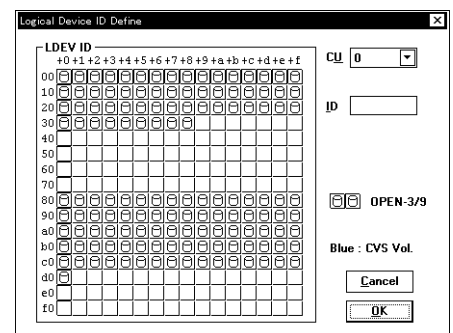 Logical Device ID Define
LDEV ID
+0 +1 +2 +3 +4 +5 +6 +7 +8 +9 +a +b +c +d +e +f
00
10
20
30
40
50
60
70
80
90
a0
b0
c0
d0
e0
f0
CU 0
ID
OPEN-3/9
Blue : CVS Vol.
Cancel
OK